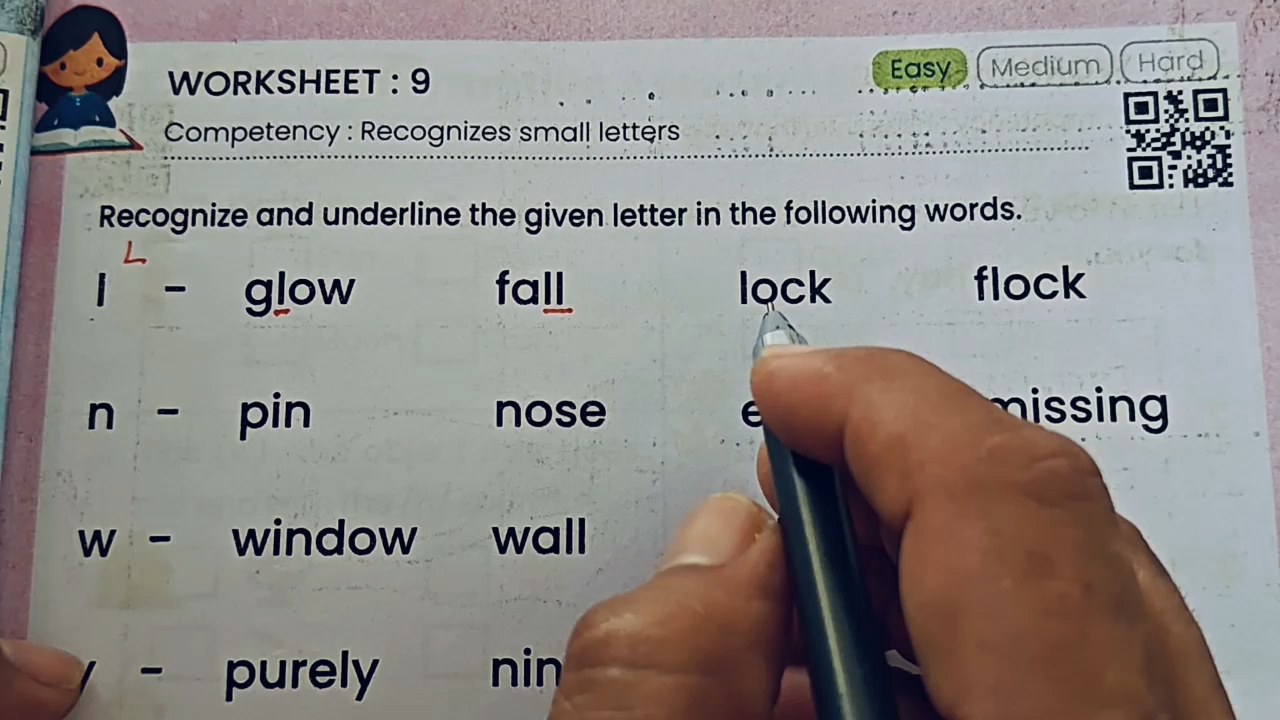 WORKSHEET : 9
Easy Medium Hard
Competency : Recognizes small letters
Recognize and underline the given letter in the following words.
L
l - glow fall lock flock
n - pin nose missing
w - window wall
y - purely